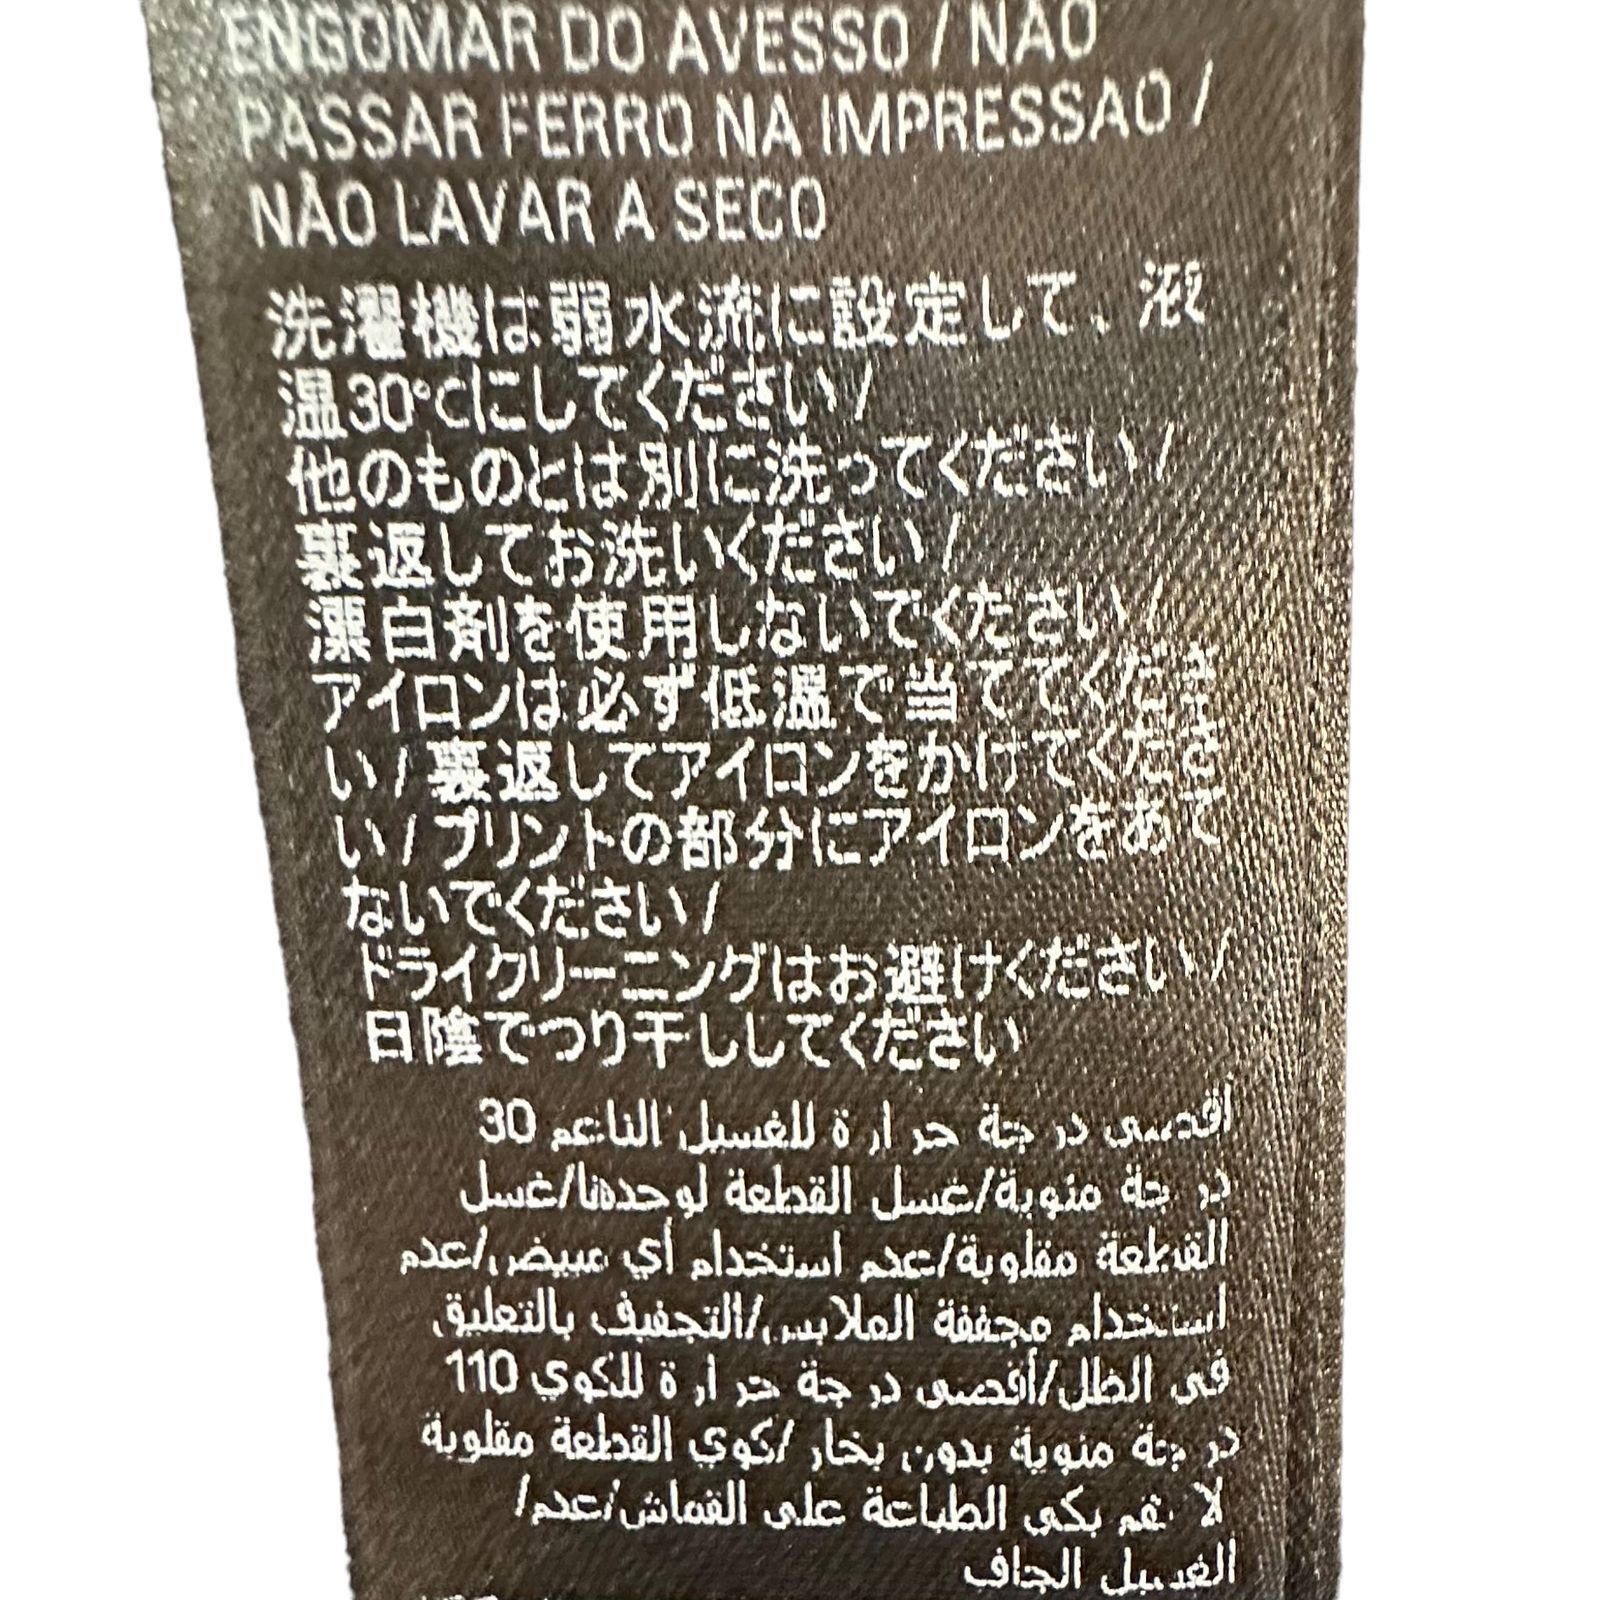 ENGOMAR DO AVESSO / NÃO
PASSAR FERRO NA IMPRESSAO /
NÃO LAVAR A SECO
洗濯機は弱水流に設定して、液
温30℃にしてください/
他のものとは別に洗ってください/
裏返してお洗いください/
漂白剤を使用しないでください/
アイロンは必ず低温で当ててくださ
い/裏返してアイロンをかけてくださ
い/プリントの部分にアイロンをあて
ないでください/
ドライクリーニングはお避けください/
日陰でつり干ししてください
أقصى درجة حرارة للغسيل الناعم 30
درجة مئوية/غسل القطعة لوحدها/غسل
القطعة مقلوبة/عدم استخدام أي مبيض/عدم
استخدام مجففة الملابس/التجفيف بالتعليق
في الظل/أقصى درجة حرارة للكوي 110
درجة مئوية بدون بخار/كوي القطعة مقلوبة
لا تقم بكي الطباعة على القماش/عدم/
الغسيل الجاف